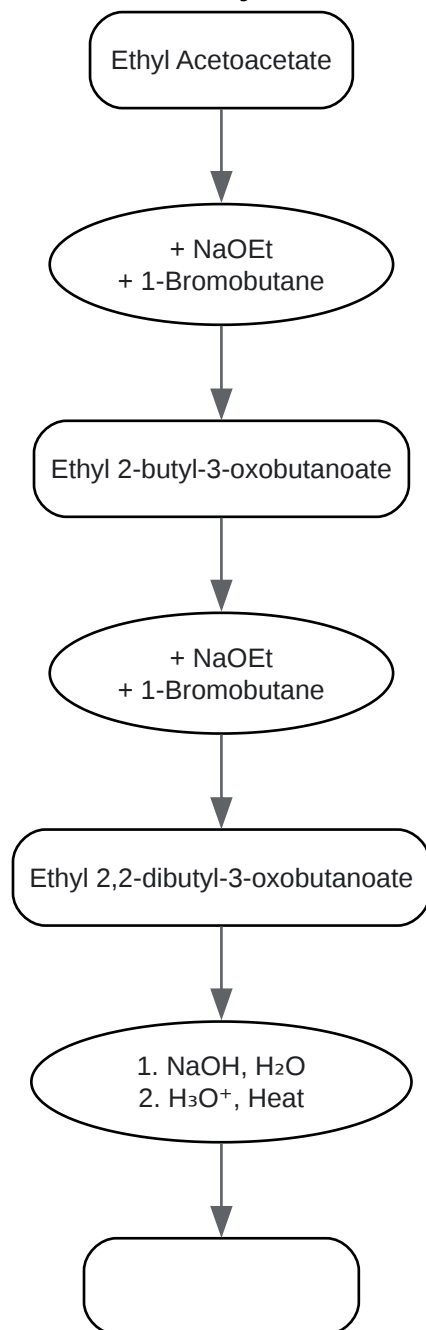 Ethyl Acetoacetate
+ NaOEt
+ 1-Bromobutane
Ethyl 2-butyl-3-oxobutanoate
+ NaOEt
+ 1-Bromobutane
Ethyl 2,2-dibutyl-3-oxobutanoate
1. NaOH, H₂O
2. H₃O⁺, Heat